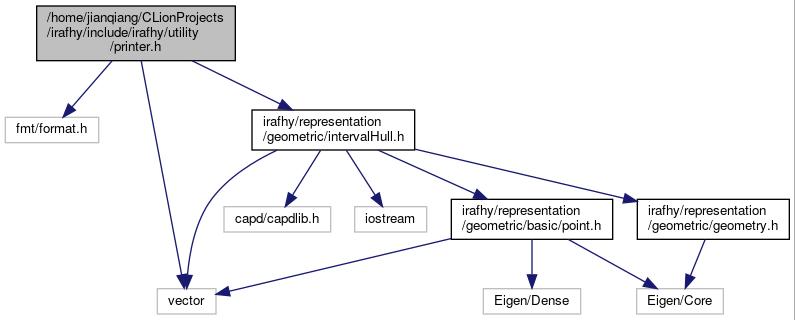 /home/jianqiang/CLionProjects
/irafhy/include/irafhy/utility
/printer.h
fmt/format.h
irafhy/representation
/geometric/intervalHull.h
capd/capdlib.h
iostream
irafhy/representation
/geometric/basic/point.h
irafhy/representation
/geometric/geometry.h
vector
Eigen/Dense
Eigen/Core